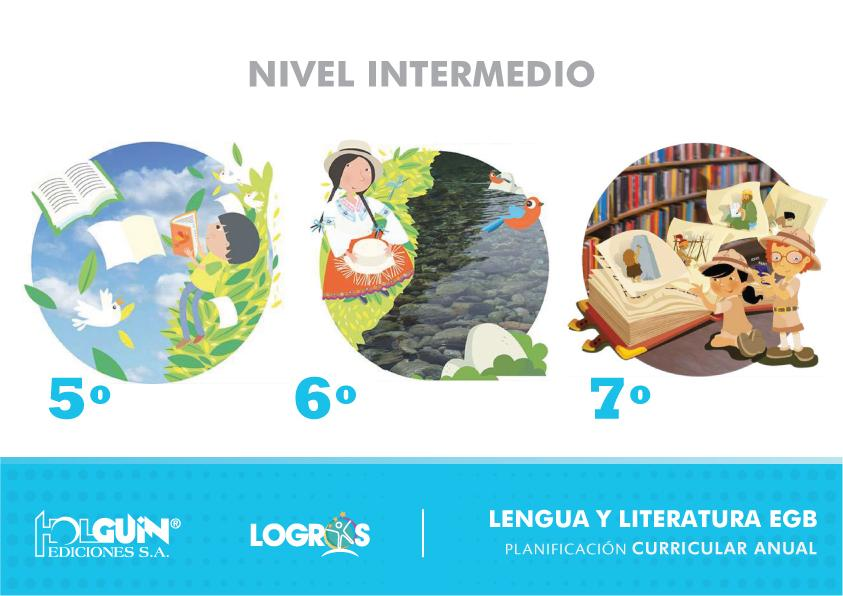 NIVEL INTERMEDIO
5º
6º
7º
HOLGUÍN®
EDICIONES S.A.
LOGROS
LENGUA Y LITERATURA EGB
PLANIFICACIÓN CURRICULAR ANUAL